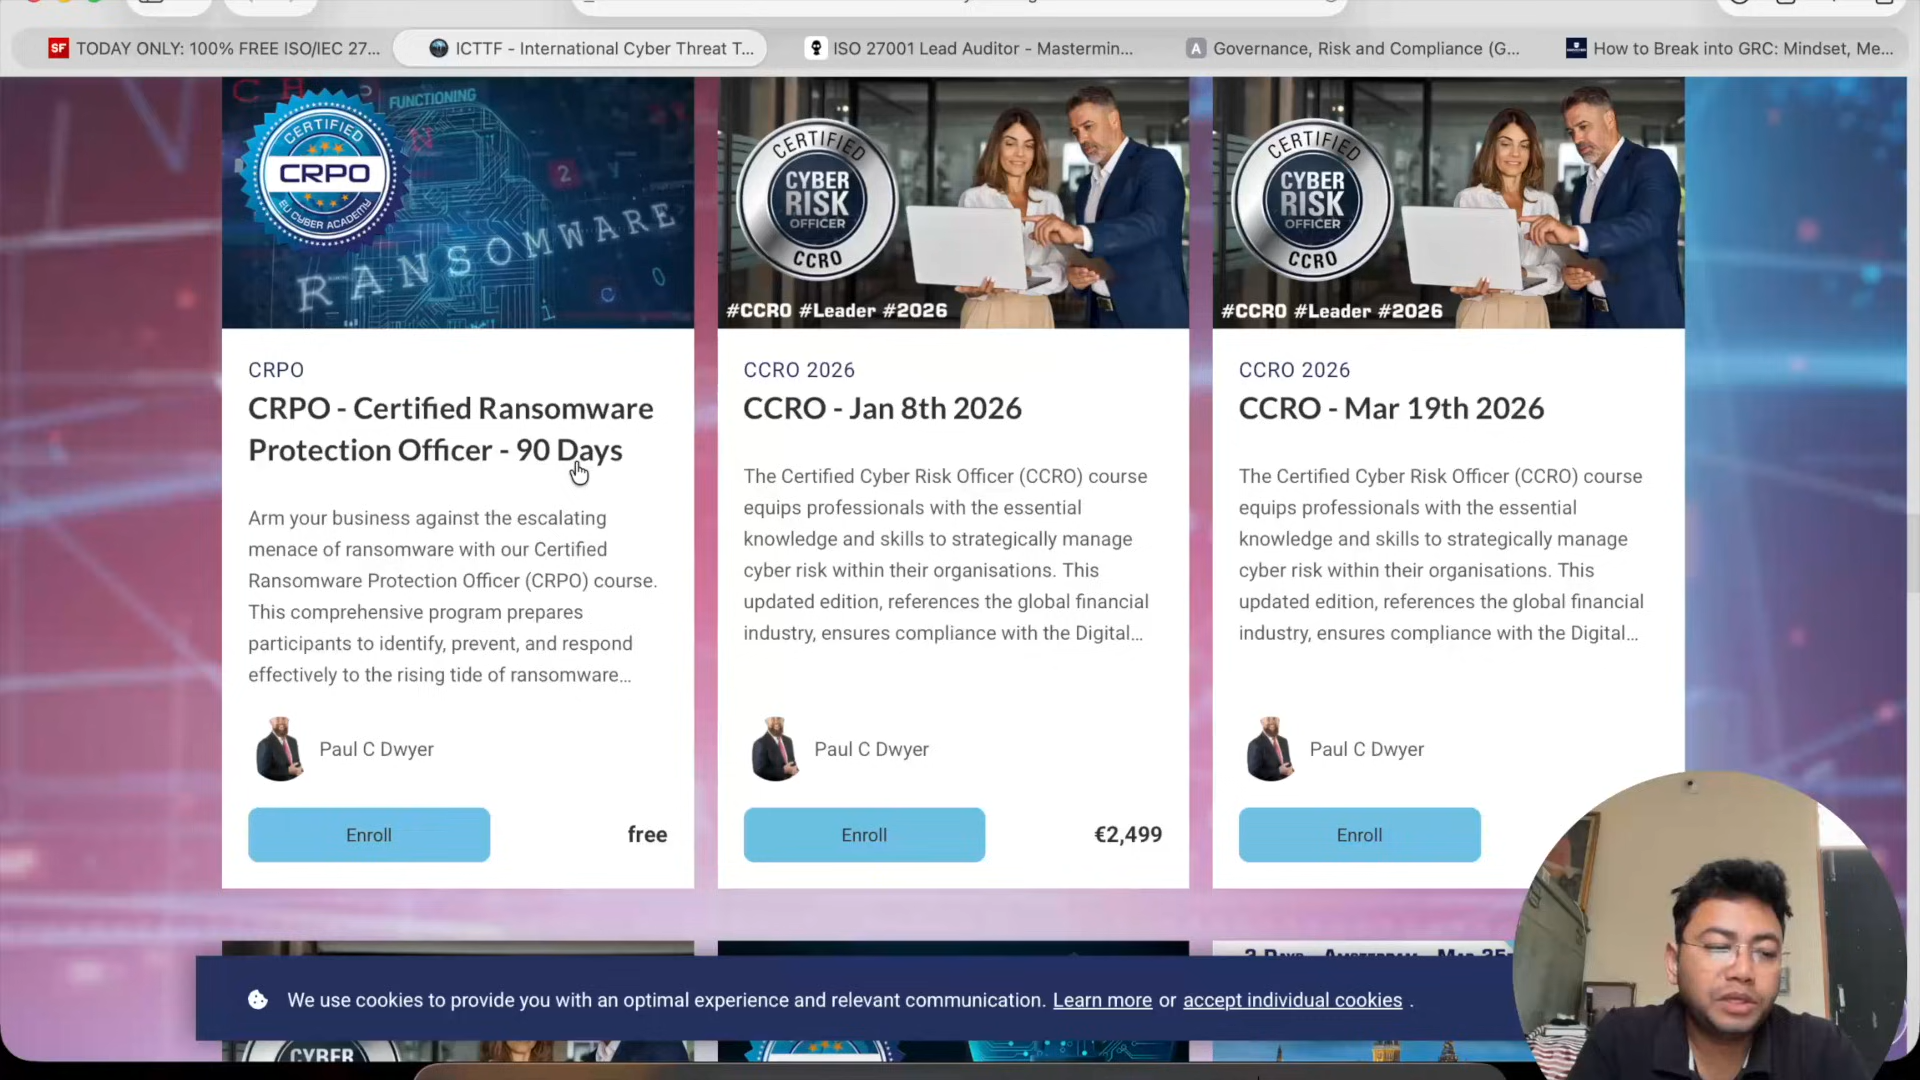 TODAY ONLY: 100% FREE ISO/IEC 27...
ICTTF - International Cyber Threat T...
ISO 27001 Lead Auditor - Mastermin...
Governance, Risk and Compliance (G...
How to Break into GRC: Mindset, Me...
FUNCTIONING
CERTIFIED
CRPO
EU CYBER ACADEMY
RANSOMWARE
CERTIFIED
CYBER
RISK
OFFICER
CCRO
#CCRO #Leader #2026
CERTIFIED
CYBER
RISK
OFFICER
CCRO
#CCRO #Leader #2026
CRPO
CRPO - Certified Ransomware
Protection Officer - 90 Days
Arm your business against the escalating
menace of ransomware with our Certified
Ransomware Protection Officer (CRPO) course.
This comprehensive program prepares
participants to identify, prevent, and respond
effectively to the rising tide of ransomware...
Paul C Dwyer
Enroll
free
CCRO 2026
CCRO - Jan 8th 2026
The Certified Cyber Risk Officer (CCRO) course
equips professionals with the essential
knowledge and skills to strategically manage
cyber risk within their organisations. This
updated edition, references the global financial
industry, ensures compliance with the Digital...
Paul C Dwyer
Enroll
€2,499
CCRO 2026
CCRO - Mar 19th 2026
The Certified Cyber Risk Officer (CCRO) course
equips professionals with the essential
knowledge and skills to strategically manage
cyber risk within their organisations. This
updated edition, references the global financial
industry, ensures compliance with the Digital...
Paul C Dwyer
Enroll
We use cookies to provide you with an optimal experience and relevant communication. Learn more or accept individual cookies .
CYBER